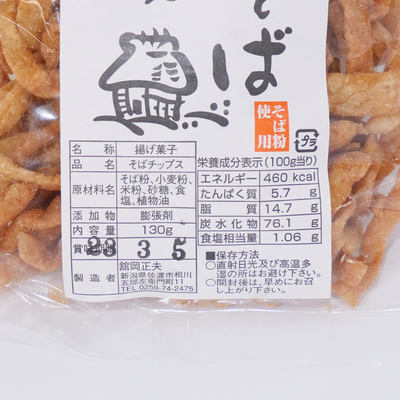 そば
そば粉
使用
プラ
名称 揚げ菓子
品名 そばチップス
原材料名 そば粉、小麦粉、
米粉、砂糖、食
塩、植物油
添加物 膨張剤
内容量 130g
賞味期限 23 3 5
製造者 舘岡正夫
新潟県佐渡市相川
五郎左衛門町11
TEL 0259-74-2475
栄養成分表示(100g当り)
エネルギー 460 kcal
たんぱく質 5.7 g
脂質 14.7 g
炭水化物 76.1 g
食塩相当量 1.06 g
■保存方法
○直射日光及び高温多
湿の所はお避け下さい。
○開封後は、早めにお召
し上がり下さい。